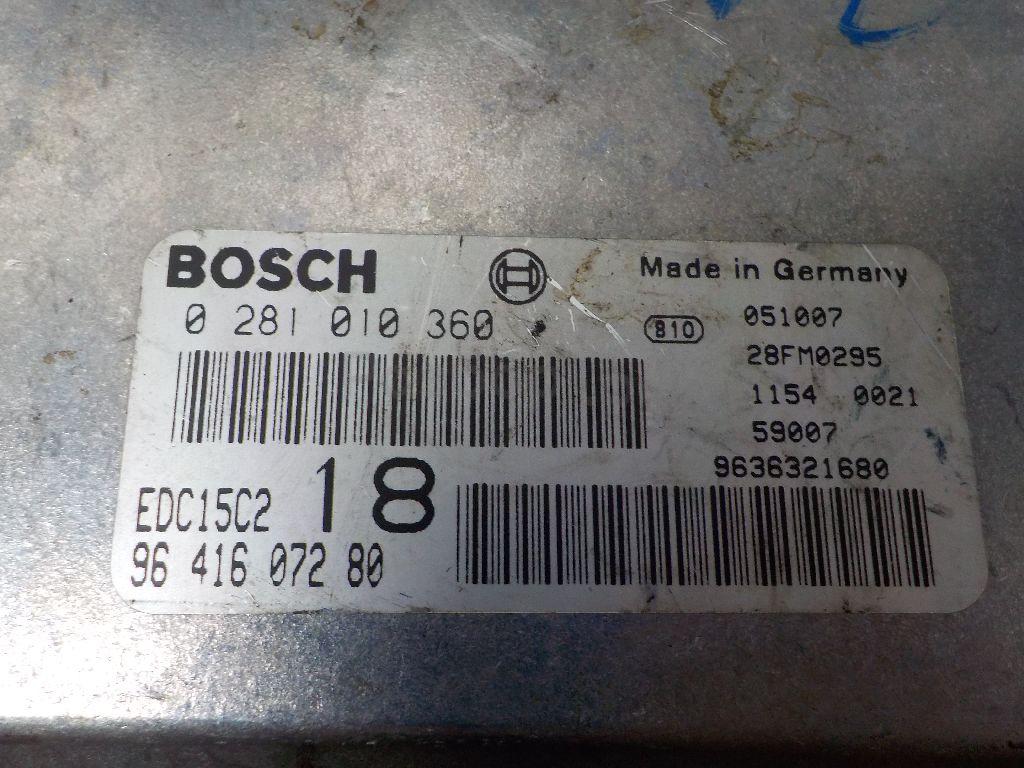 BOSCH
Made in Germany
0 281 010 360
810
051007
28FM0295
1154 0021
59007
9636321680
EDC15C2
18
96 416 072 80